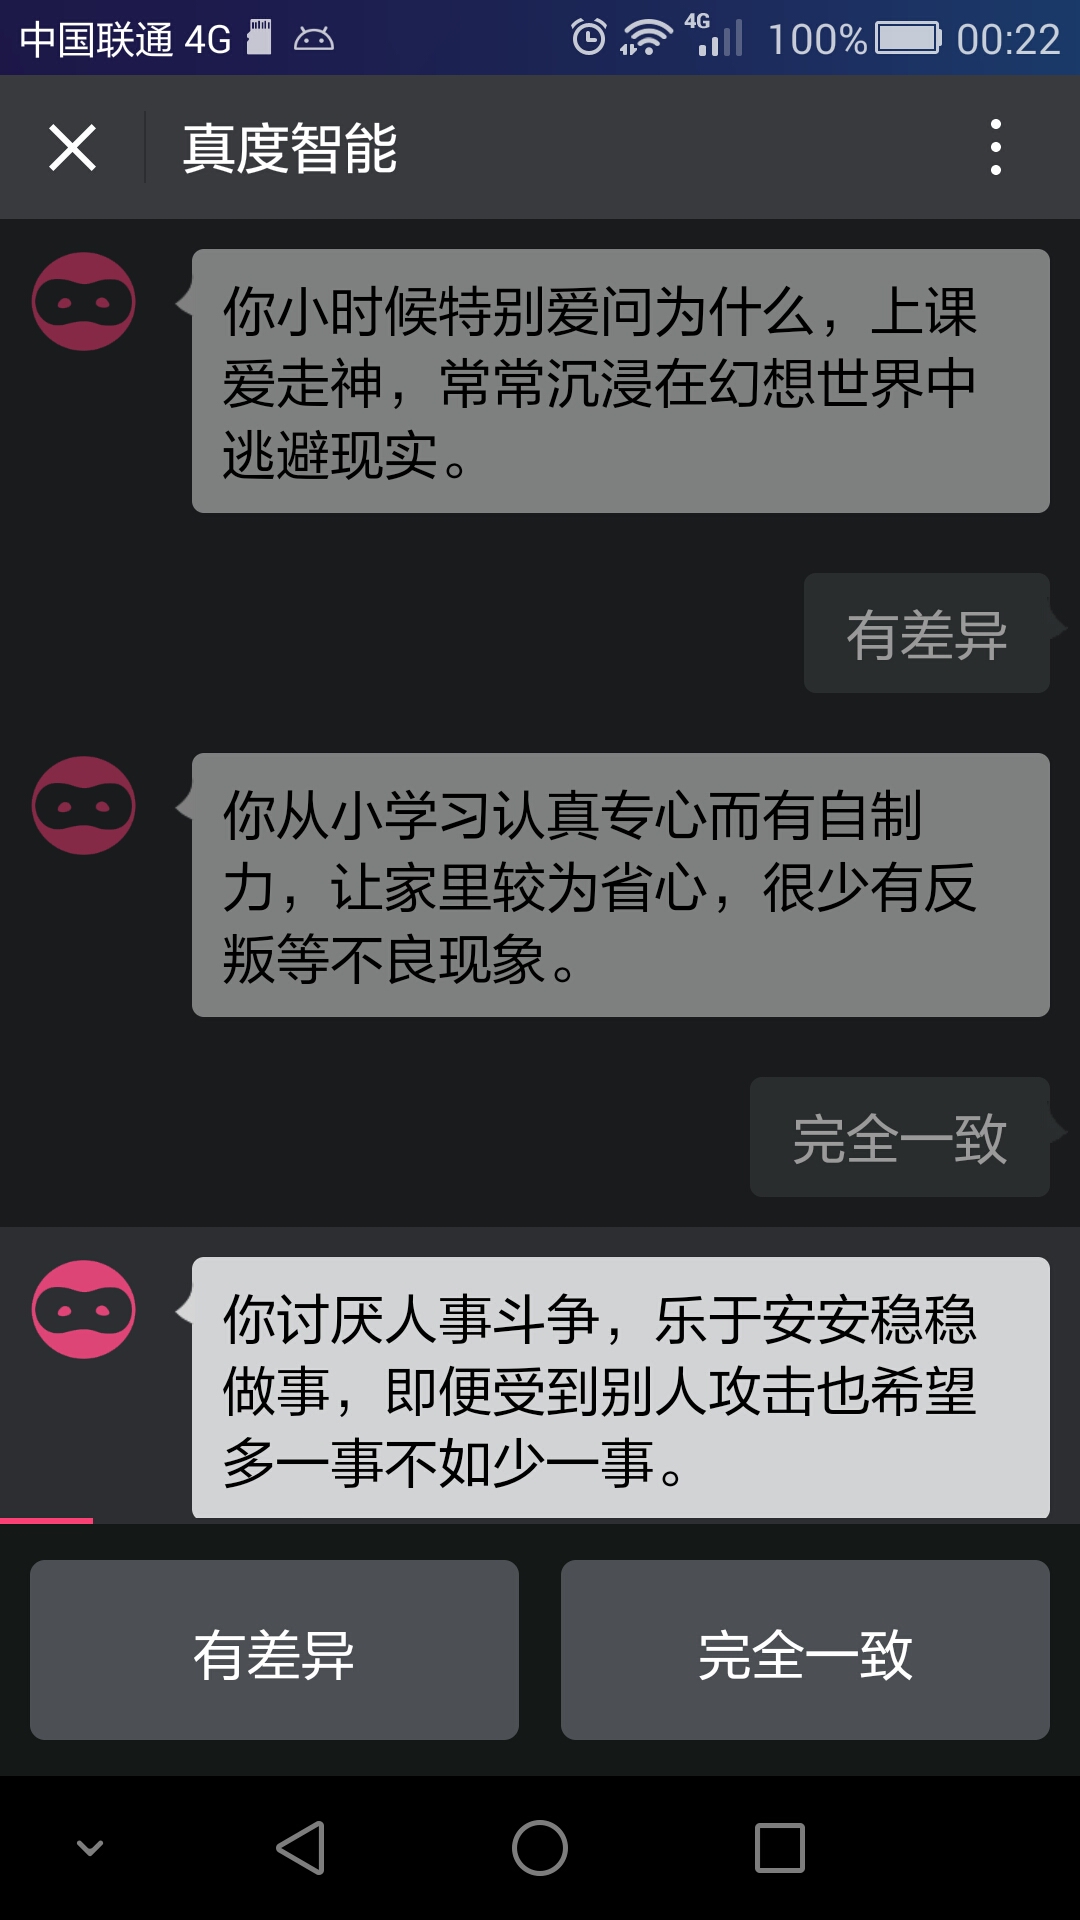 中国联通 4G 4G 100% 00:22
真度智能
你小时候特别爱问为什么，上课
爱走神，常常沉浸在幻想世界中
逃避现实。
有差异
你从小学习认真专心而有自制
力，让家里较为省心，很少有反
叛等不良现象。
完全一致
你讨厌人事斗争，乐于安安稳稳
做事，即便受到别人攻击也希望
多一事不如少一事。
有差异 完全一致